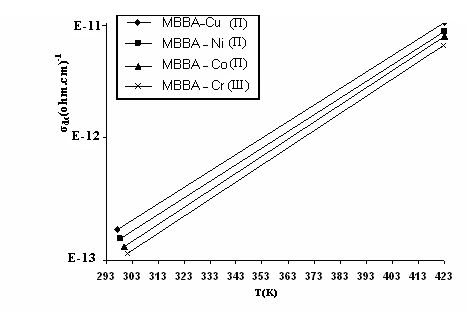 E-11
MBBA-Cu (II)
MBBA - Ni (II)
MBBA - Co (II)
MBBA - Cr (III)
σdc(ohm.cm)-1
E-12
E-13
293 303 313 323 333 343 353 363 373 383 393 403 413 423
T(K)